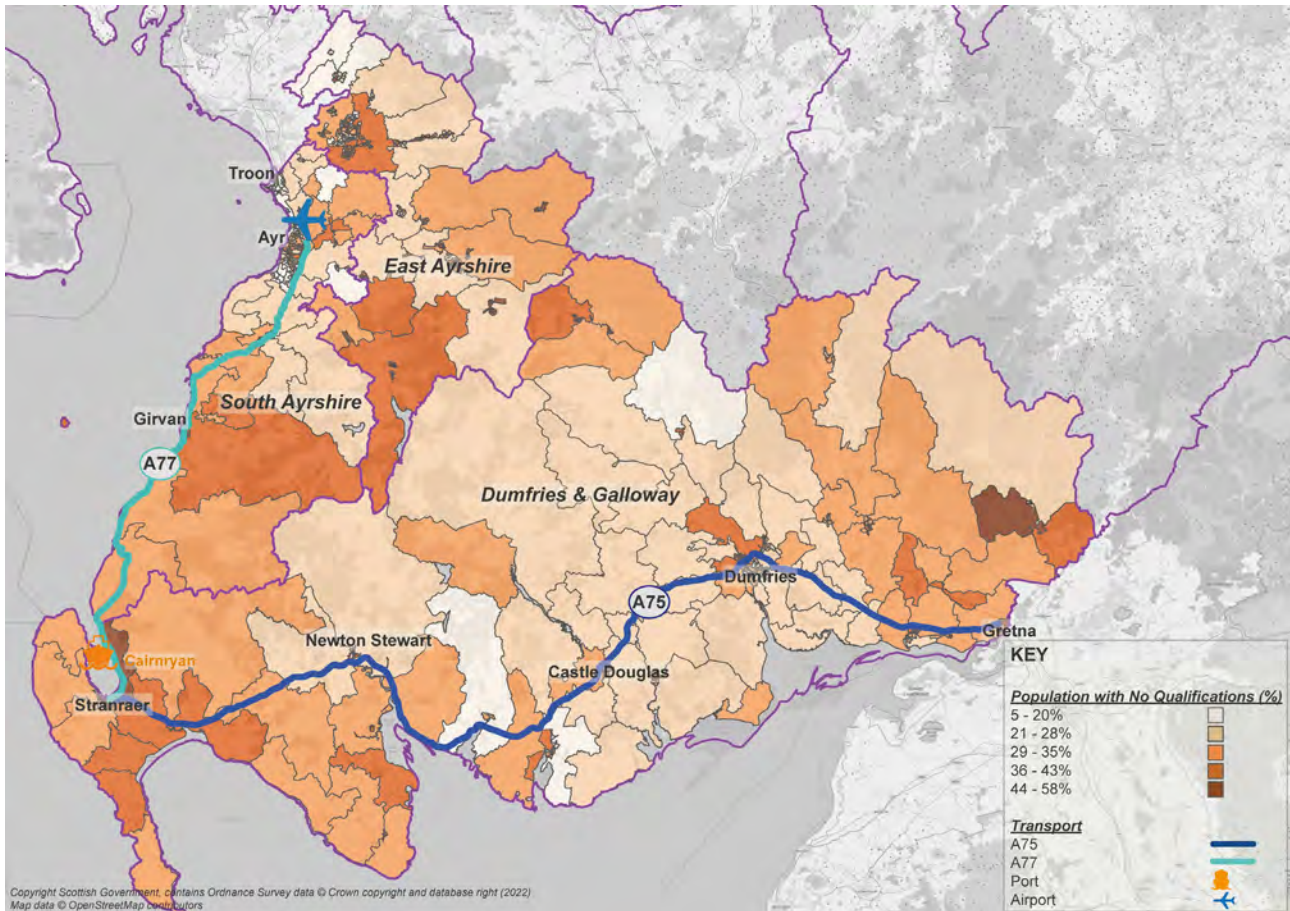 Troon
Ayr
East Ayrshire
South Ayrshire
Girvan
A77
Dumfries & Galloway
Dumfries
A75
Gretna
Newton Stewart
Cairnryan
Castle Douglas
Stranraer
KEY
Population with No Qualifications (%)
5 - 20%
21 - 28%
29 - 35%
36 - 43%
44 - 58%
Transport
A75
A77
Port
Airport
Copyright Scottish Government, contains Ordnance Survey data © Crown copyright and database right (2022)
Map data © OpenStreetMap contributors